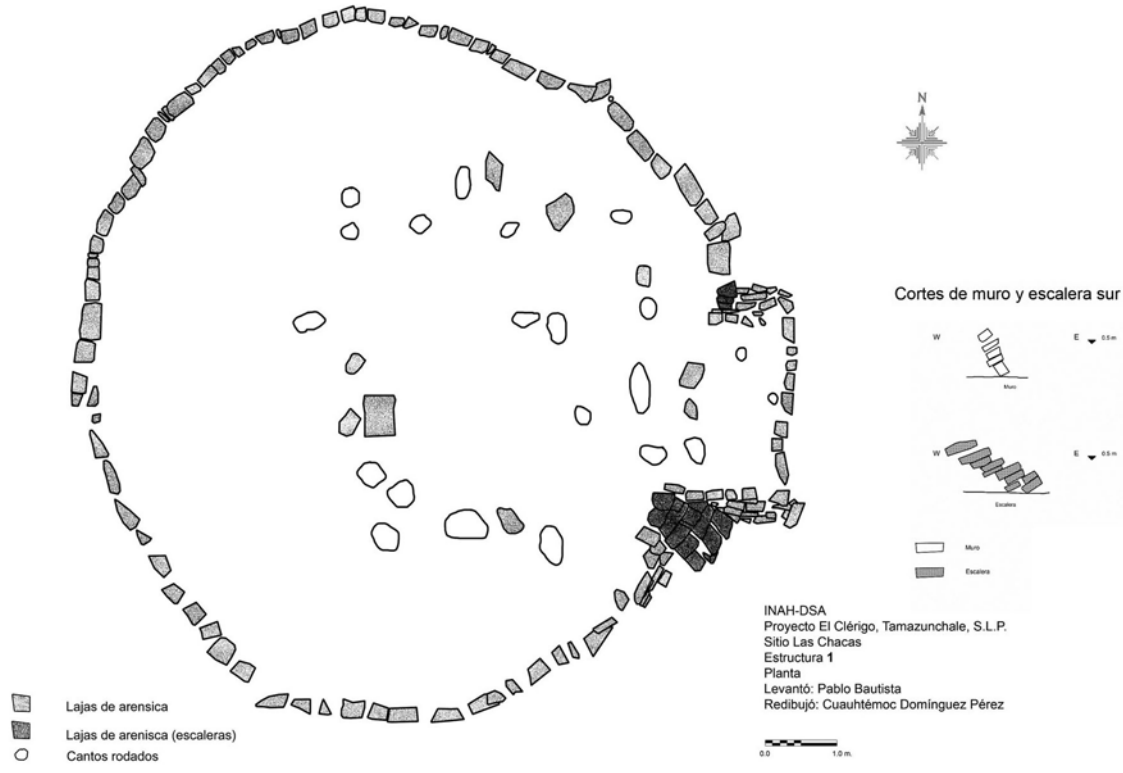 N
Cortes de muro y escalera sur
W E 0.5 m
Muro
W E 0.5 m
Escalera
Muro
Escalera
INAH-DSA
Proyecto El Clérigo, Tamazunchale, S.L.P.
Sitio Las Chacas
Estructura 1
Planta
Levantó: Pablo Bautista
Redibujó: Cuauhtémoc Domínguez Pérez
0.0 1.0 m.
Lajas de arensica
Lajas de arenisca (escaleras)
Cantos rodados